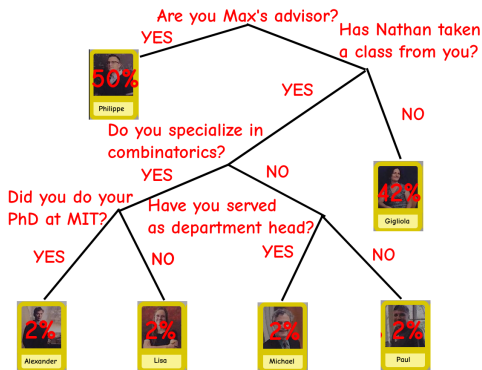 Are you Max's advisor?
YES
Has Nathan taken
a class from you?
50%
Philippe
YES
NO
Do you specialize in
combinatorics?
YES
NO
42%
Gigliola
Did you do your
PhD at MIT?
Have you served
as department head?
YES
NO
YES
NO
2%
Alexander
2%
Lisa
2%
Michael
2%
Paul